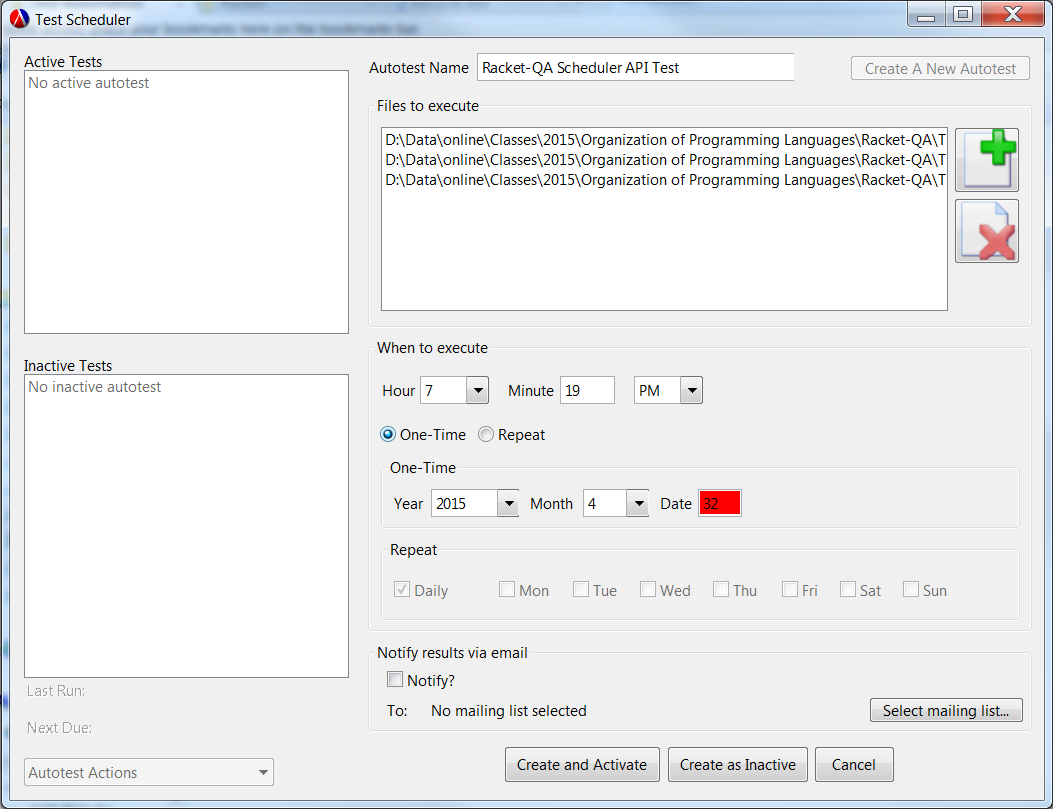 Test Scheduler
Active Tests
No active autotest
Inactive Tests
No inactive autotest
Last Run:
Next Due:
Autotest Actions
Autotest Name Racket-QA Scheduler API Test Create A New Autotest
Files to execute
D:\Data\online\Classes\2015\Organization of Programming Languages\Racket-QA\T
D:\Data\online\Classes\2015\Organization of Programming Languages\Racket-QA\T
D:\Data\online\Classes\2015\Organization of Programming Languages\Racket-QA\T
When to execute
Hour 7 Minute 19 PM
One-Time Repeat
One-Time
Year 2015 Month 4 Date 32
Repeat
Daily Mon Tue Wed Thu Fri Sat Sun
Notify results via email
Notify?
To: No mailing list selected Select mailing list...
Create and Activate Create as Inactive Cancel